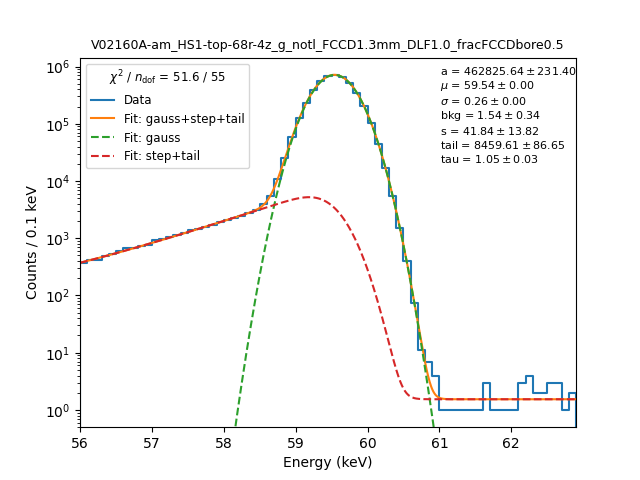 V02160A-am_HS1-top-68r-4z_g_notl_FCCD1.3mm_DLF1.0_fracFCCDbore0.5
χ² / n_dof = 51.6 / 55
Data
Fit: gauss+step+tail
Fit: gauss
Fit: step+tail
a = 462825.64 ± 231.40
μ = 59.54 ± 0.00
σ = 0.26 ± 0.00
bkg = 1.54 ± 0.34
s = 41.84 ± 13.82
tail = 8459.61 ± 86.65
tau = 1.05 ± 0.03
Counts / 0.1 keV
10⁶
10⁵
10⁴
10³
10²
10¹
10⁰
56 57 58 59 60 61 62
Energy (keV)